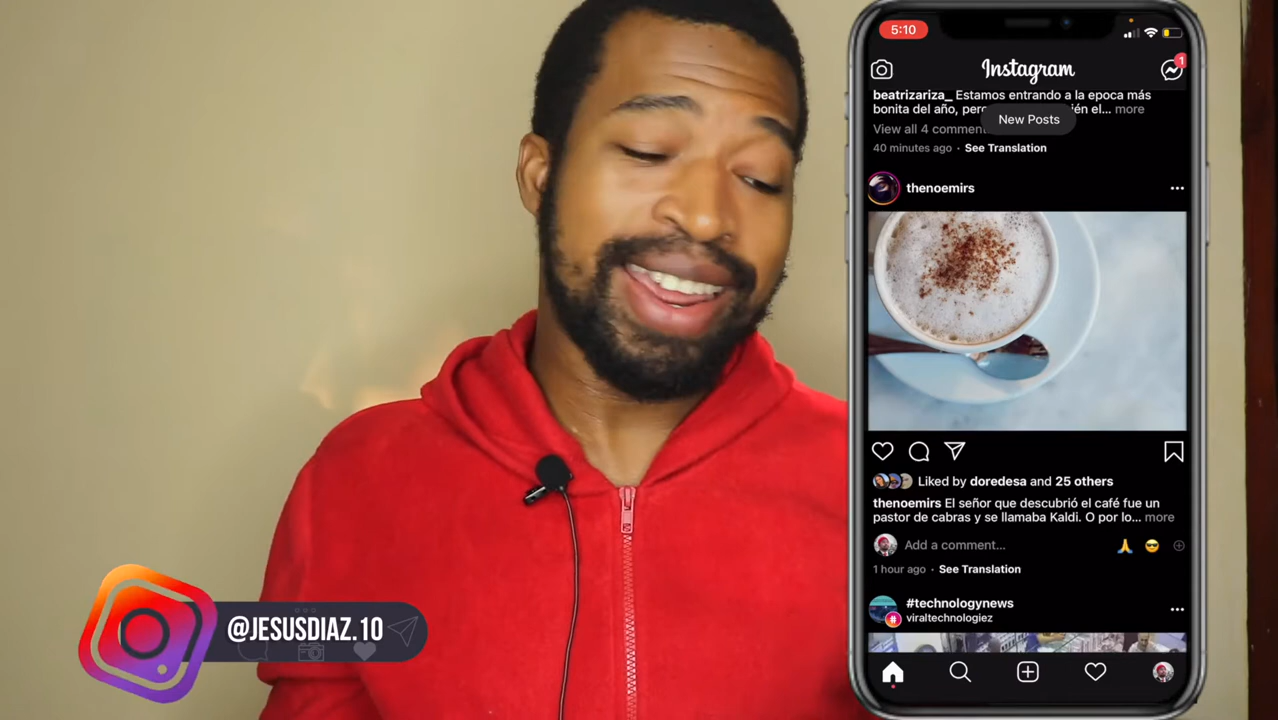 5:10
Instagram
1
beatrizariza_ Estamos entrando a la epoca más
bonita del año, per
ién el... more
New Posts
View all 4 comment
40 minutes ago · See Translation
thenoemirs
Liked by doredesa and 25 others
thenoemirs El señor que descubrió el café fue un
pastor de cabras y se llamaba Kaldi. O por lo... more
Add a comment...
1 hour ago · See Translation
#technologynews
#
viraltechnologiez
@JESUSDIAZ.10